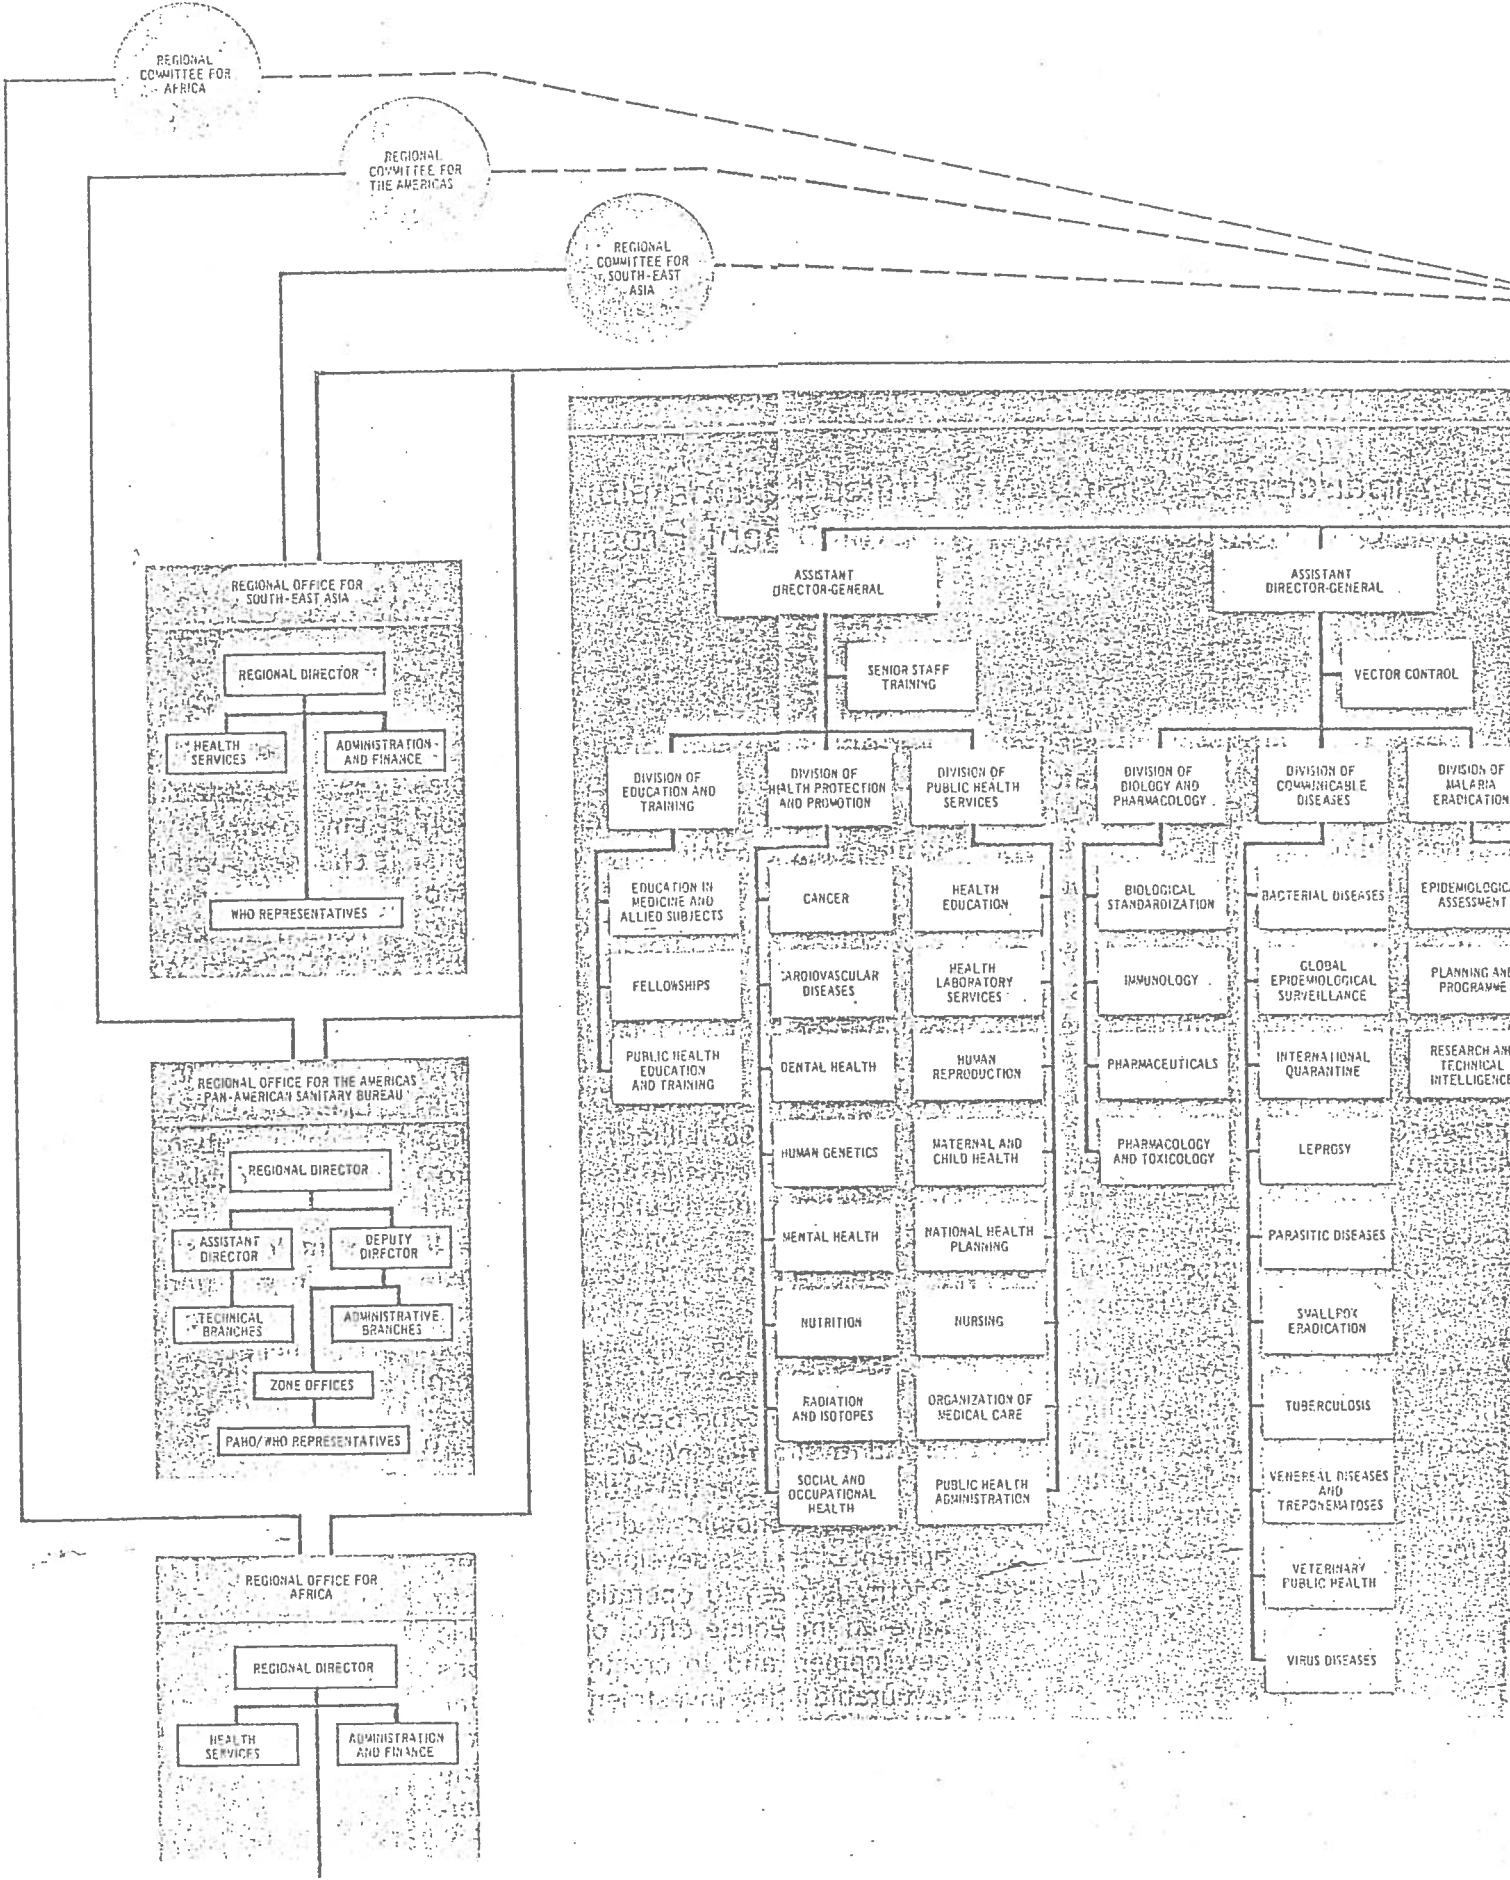 REGIONAL
COMMITTEE FOR
AFRICA
REGIONAL
COMMITTEE FOR
THE AMERICAS
REGIONAL
COMMITTEE FOR
SOUTH-EAST
ASIA
REGIONAL OFFICE FOR
SOUTH-EAST ASIA
REGIONAL DIRECTOR
HEALTH
SERVICES
ADMINISTRATION
AND FINANCE
WHO REPRESENTATIVES
REGIONAL OFFICE FOR THE AMERICAS
PAN-AMERICAN SANITARY BUREAU
REGIONAL DIRECTOR
ASSISTANT
DIRECTOR
DEPUTY
DIRECTOR
TECHNICAL
BRANCHES
ADMINISTRATIVE
BRANCHES
ZONE OFFICES
PAHO/WHO REPRESENTATIVES
REGIONAL OFFICE FOR
AFRICA
REGIONAL DIRECTOR
HEALTH
SERVICES
ADMINISTRATION
AND FINANCE
ASSISTANT
DIRECTOR-GENERAL
SENIOR STAFF
TRAINING
DIVISION OF
EDUCATION AND
TRAINING
EDUCATION IN
MEDICINE AND
ALLIED SUBJECTS
FELLOWSHIPS
PUBLIC HEALTH
EDUCATION
AND TRAINING
DIVISION OF
HEALTH PROTECTION
AND PROMOTION
CANCER
CARDIOVASCULAR
DISEASES
DENTAL HEALTH
HUMAN GENETICS
MENTAL HEALTH
NUTRITION
RADIATION
AND ISOTOPES
SOCIAL AND
OCCUPATIONAL
HEALTH
DIVISION OF
PUBLIC HEALTH
SERVICES
HEALTH
EDUCATION
HEALTH
LABORATORY
SERVICES
HUMAN
REPRODUCTION
MATERNAL AND
CHILD HEALTH
NATIONAL HEALTH
PLANNING
NURSING
ORGANIZATION OF
MEDICAL CARE
PUBLIC HEALTH
ADMINISTRATION
ASSISTANT
DIRECTOR-GENERAL
VECTOR CONTROL
DIVISION OF
BIOLOGY AND
PHARMACOLOGY
BIOLOGICAL
STANDARDIZATION
IMMUNOLOGY
PHARMACEUTICALS
PHARMACOLOGY
AND TOXICOLOGY
DIVISION OF
COMMUNICABLE
DISEASES
BACTERIAL DISEASES
GLOBAL
EPIDEMIOLOGICAL
SURVEILLANCE
INTERNATIONAL
QUARANTINE
LEPROSY
PARASITIC DISEASES
SMALLPOX
ERADICATION
TUBERCULOSIS
VENEREAL DISEASES
AND
TREPONEMATOSES
VETERINARY
PUBLIC HEALTH
VIRUS DISEASES
DIVISION OF
MALARIA
ERADICATION
EPIDEMIOLOGICA
ASSESSMENT
PLANNING AND
PROGRAMME
RESEARCH AND
TECHNICAL
INTELLIGENCE